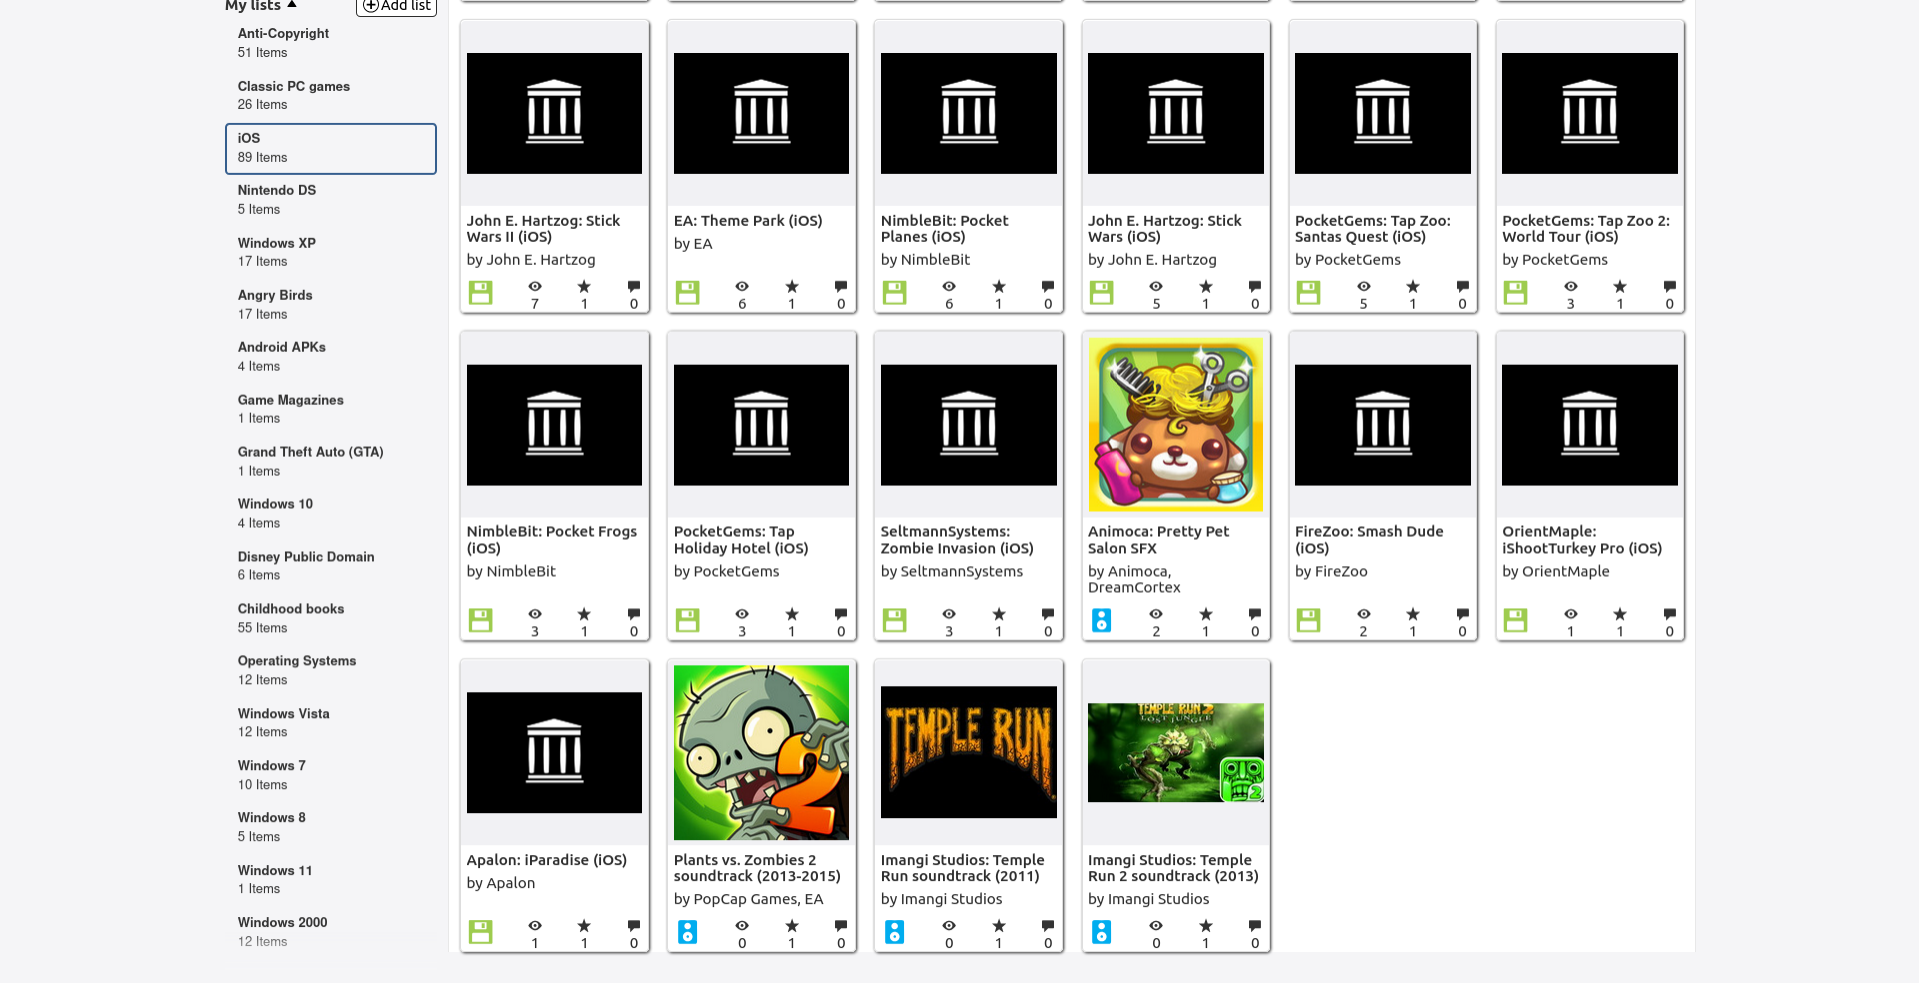 My lists
Add list
Anti-Copyright
51 Items
Classic PC games
26 Items
iOS
89 Items
Nintendo DS
5 Items
Windows XP
17 Items
Angry Birds
17 Items
Android APKs
4 Items
Game Magazines
1 Items
Grand Theft Auto (GTA)
1 Items
Windows 10
4 Items
Disney Public Domain
6 Items
Childhood books
55 Items
Operating Systems
12 Items
Windows Vista
12 Items
Windows 7
10 Items
Windows 8
5 Items
Windows 11
1 Items
Windows 2000
12 Items
John E. Hartzog: Stick
Wars II (iOS)
by John E. Hartzog
7 1 0
EA: Theme Park (iOS)
by EA
6 1 0
NimbleBit: Pocket
Planes (iOS)
by NimbleBit
6 1 0
John E. Hartzog: Stick
Wars (iOS)
by John E. Hartzog
5 1 0
PocketGems: Tap Zoo:
Santas Quest (iOS)
by PocketGems
5 1 0
PocketGems: Tap Zoo 2:
World Tour (iOS)
by PocketGems
3 1 0
NimbleBit: Pocket Frogs
(iOS)
by NimbleBit
3 1 0
PocketGems: Tap
Holiday Hotel (iOS)
by PocketGems
3 1 0
SeltmannSystems:
Zombie Invasion (iOS)
by SeltmannSystems
3 1 0
Animoca: Pretty Pet
Salon SFX
by Animoca,
DreamCortex
2 1 0
FireZoo: Smash Dude
(iOS)
by FireZoo
2 1 0
OrientMaple:
iShootTurkey Pro (iOS)
by OrientMaple
1 1 0
Apalon: iParadise (iOS)
by Apalon
1 1 0
2
Plants vs. Zombies 2
soundtrack (2013-2015)
by PopCap Games, EA
0 1 0
TEMPLE RUN
Imangi Studios: Temple
Run soundtrack (2011)
by Imangi Studios
0 1 0
TEMPLE RUN 2
LOST JUNGLE
2
Imangi Studios: Temple
Run 2 soundtrack (2013)
by Imangi Studios
0 1 0